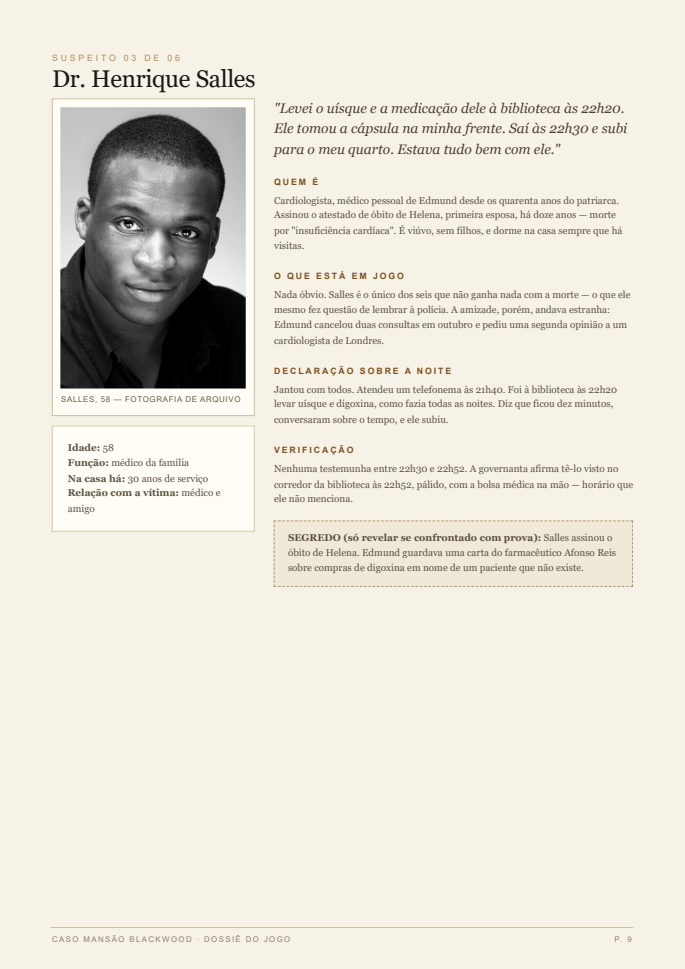 SUSPEITO 03 DE 06
Dr. Henrique Salles
SALLES, 58 — FOTOGRAFIA DE ARQUIVO
Idade: 58
Função: médico da família
Na casa há: 30 anos de serviço
Relação com a vítima: médico e
amigo
"Levei o uísque e a medicação dele à biblioteca às 22h20.
Ele tomou a cápsula na minha frente. Saí às 22h30 e subi
para o meu quarto. Estava tudo bem com ele."
QUEM É
Cardiologista, médico pessoal de Edmund desde os quarenta anos do patriarca.
Assinou o atestado de óbito de Helena, primeira esposa, há doze anos — morte
por "insuficiência cardíaca". É viúvo, sem filhos, e dorme na casa sempre que há
visitas.
O QUE ESTÁ EM JOGO
Nada óbvio. Salles é o único dos seis que não ganha nada com a morte — o que ele
mesmo fez questão de lembrar à polícia. A amizade, porém, andava estranha:
Edmund cancelou duas consultas em outubro e pediu uma segunda opinião a um
cardiologista de Londres.
DECLARAÇÃO SOBRE A NOITE
Jantou com todos. Atendeu um telefonema às 21h40. Foi à biblioteca às 22h20
levar uísque e digoxina, como fazia todas as noites. Diz que ficou dez minutos,
conversaram sobre o tempo, e ele subiu.
VERIFICAÇÃO
Nenhuma testemunha entre 22h30 e 22h52. A governanta afirma tê-lo visto no
corredor da biblioteca às 22h52, pálido, com a bolsa médica na mão — horário que
ele não menciona.
SEGREDO (só revelar se confrontado com prova): Salles assinou o
óbito de Helena. Edmund guardava uma carta do farmacêutico Afonso Reis
sobre compras de digoxina em nome de um paciente que não existe.
CASO MANSÃO BLACKWOOD · DOSSIÊ DO JOGO
P. 9